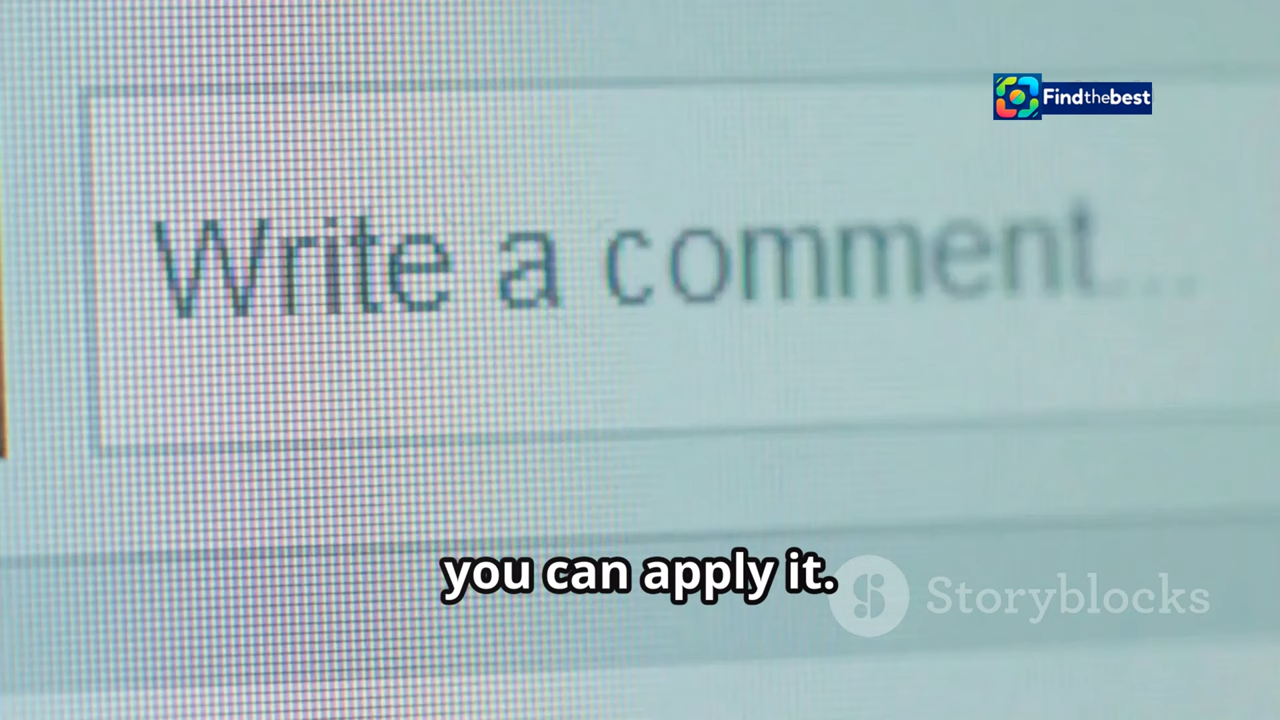 Findthebest
Write a comment...
you can apply it.
Storyblocks